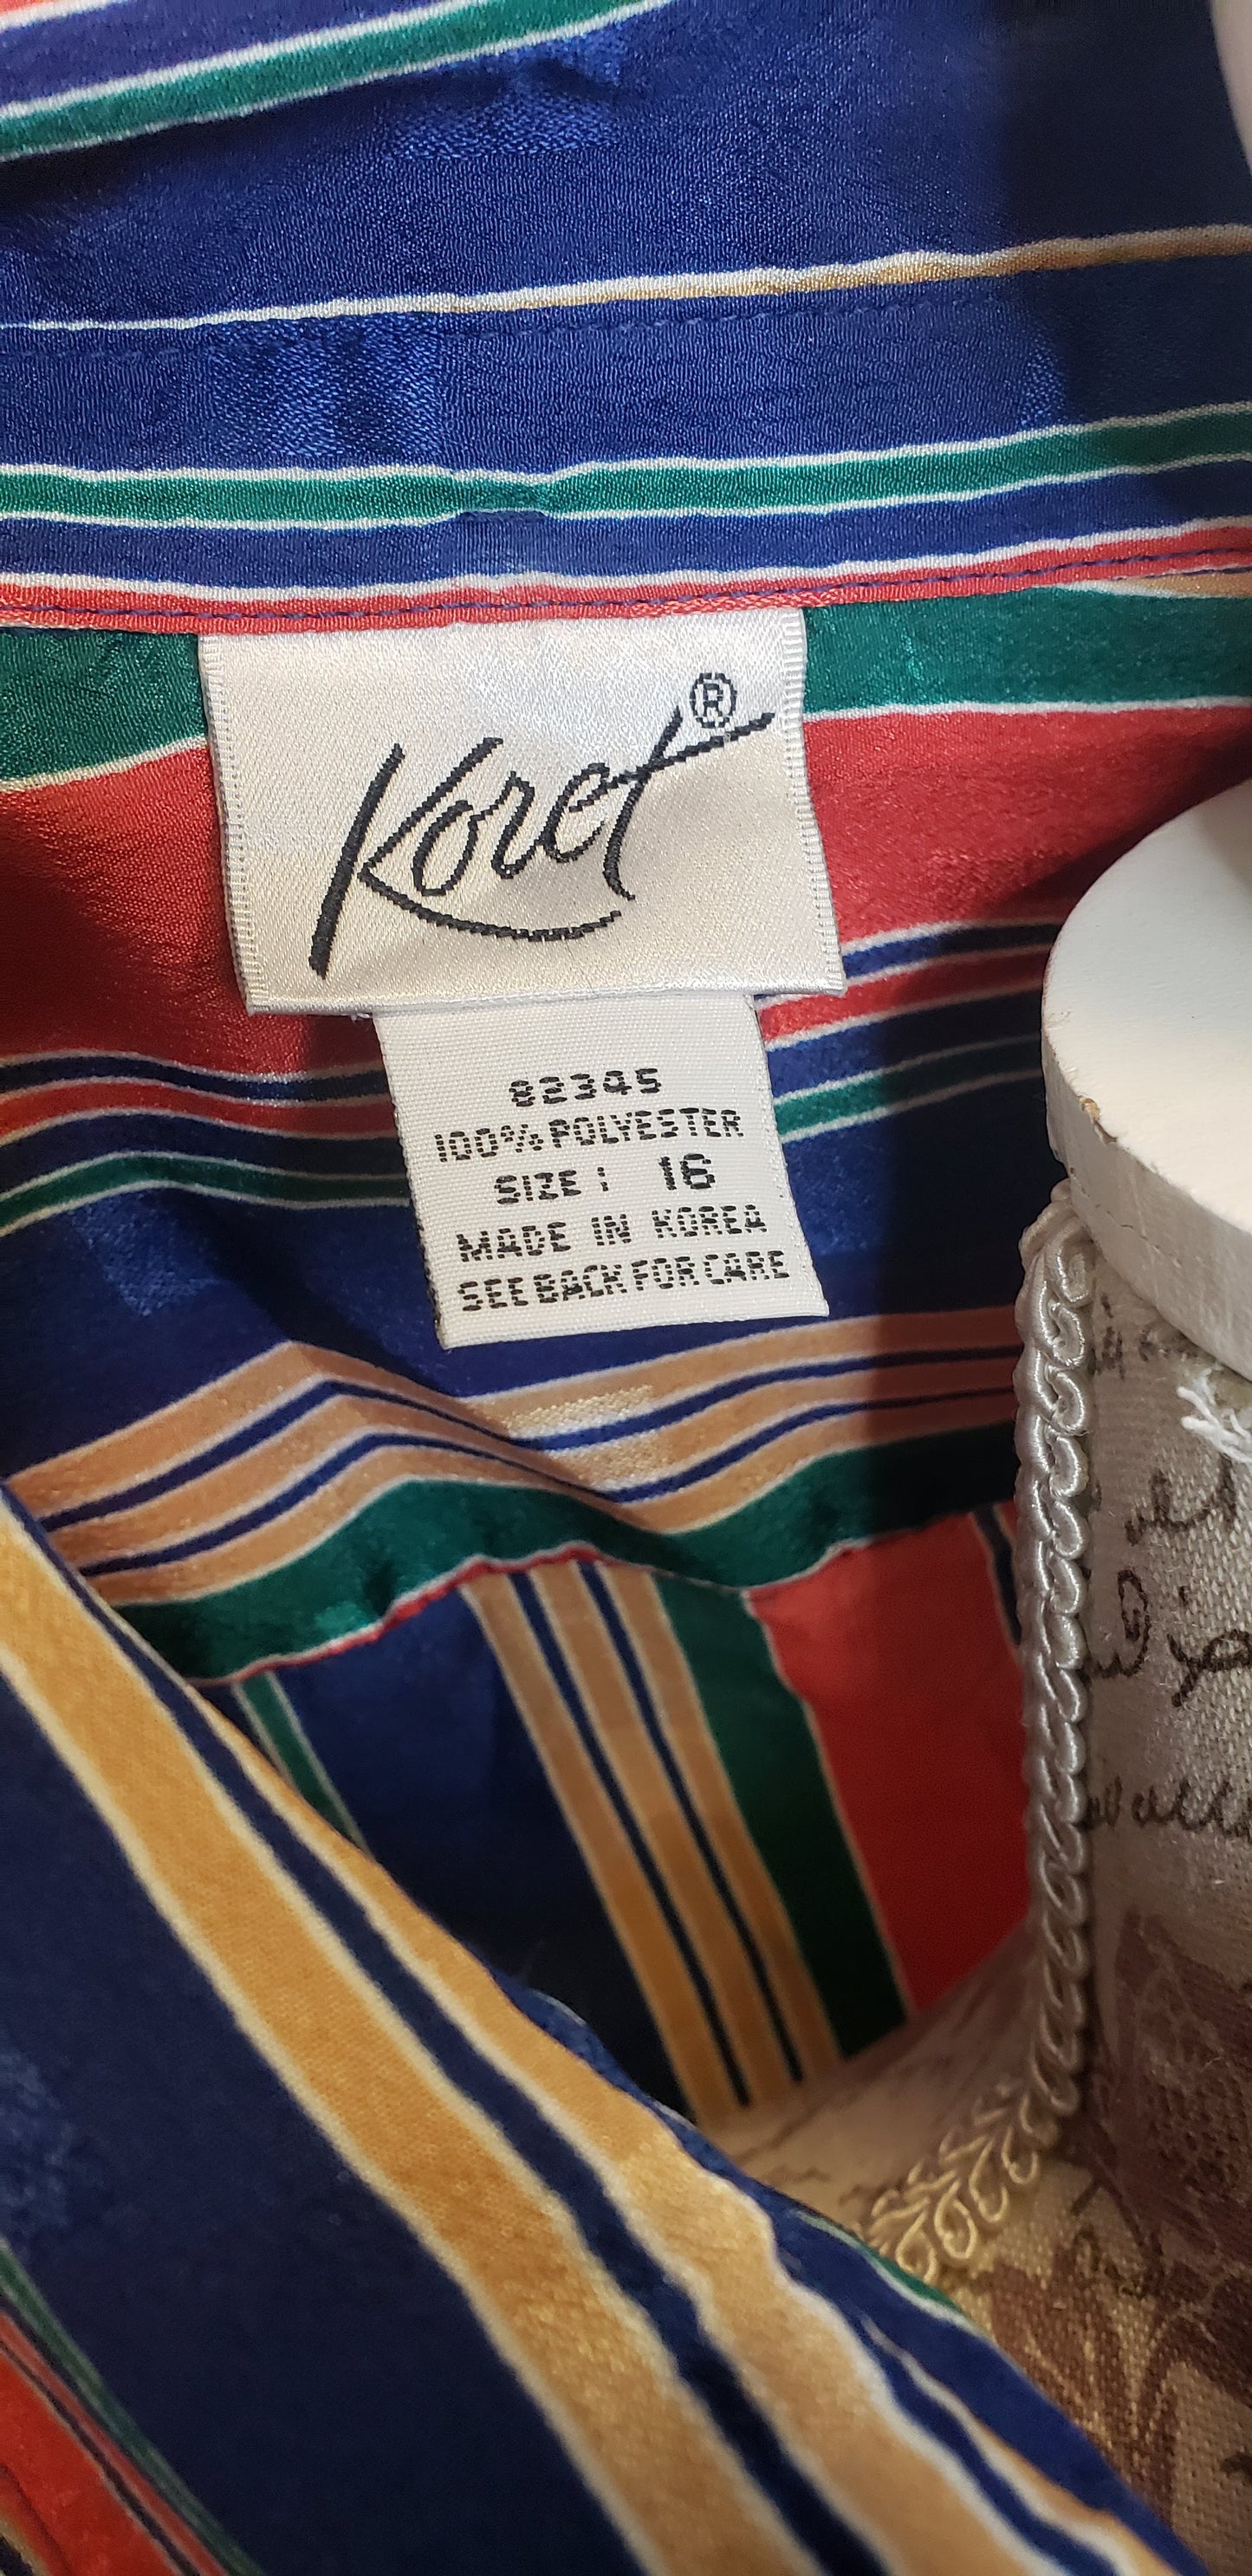 Koret®
82345
100% POLYESTER
SIZE: 16
MADE IN KOREA
SEE BACK FOR CARE